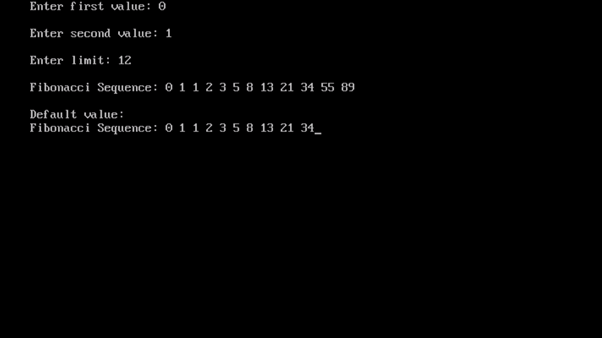 Enter first value: 0
Enter second value: 1
Enter limit: 12
Fibonacci Sequence: 0 1 1 2 3 5 8 13 21 34 55 89
Default value:
Fibonacci Sequence: 0 1 1 2 3 5 8 13 21 34_